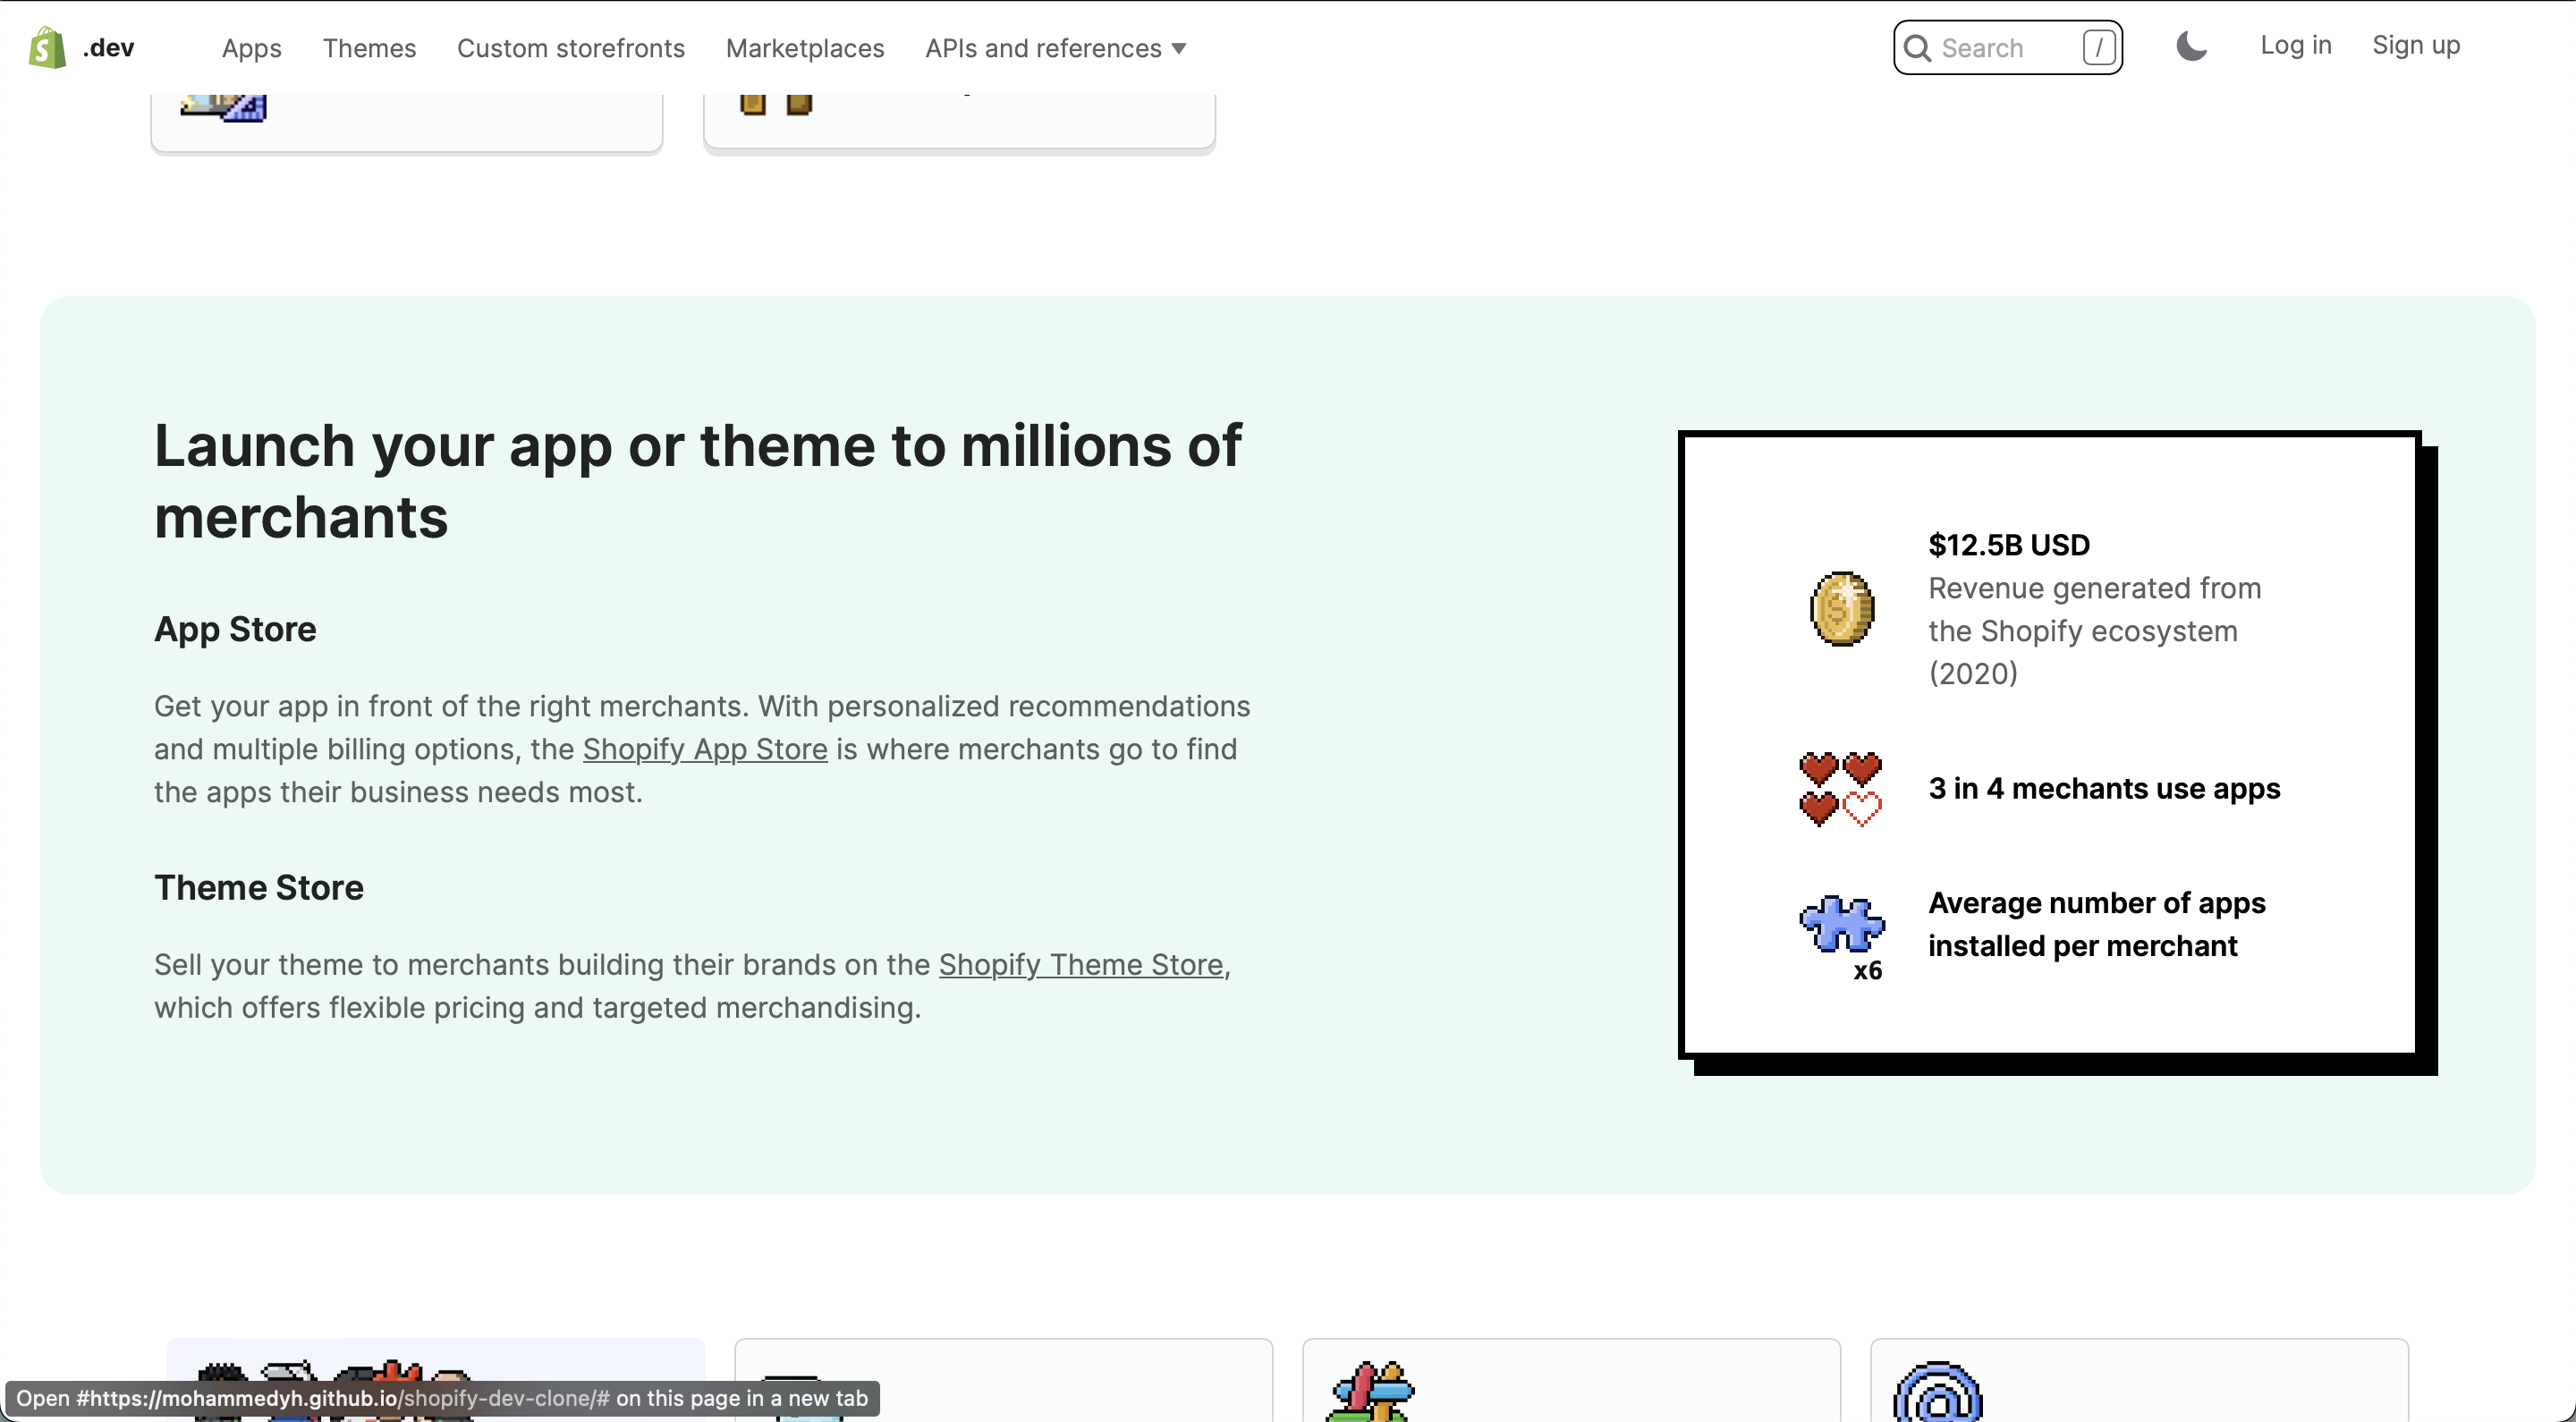 .dev Apps Themes Custom storefronts Marketplaces APIs and references ▼ Search / Log in Sign up
Launch your app or theme to millions of
merchants
App Store
Get your app in front of the right merchants. With personalized recommendations
and multiple billing options, the Shopify App Store is where merchants go to find
the apps their business needs most.
Theme Store
Sell your theme to merchants building their brands on the Shopify Theme Store,
which offers flexible pricing and targeted merchandising.
$12.5B USD
Revenue generated from
the Shopify ecosystem
(2020)
3 in 4 mechants use apps
Average number of apps
installed per merchant
x6
Open #https://mohammedyh.github.io/shopify-dev-clone/# on this page in a new tab